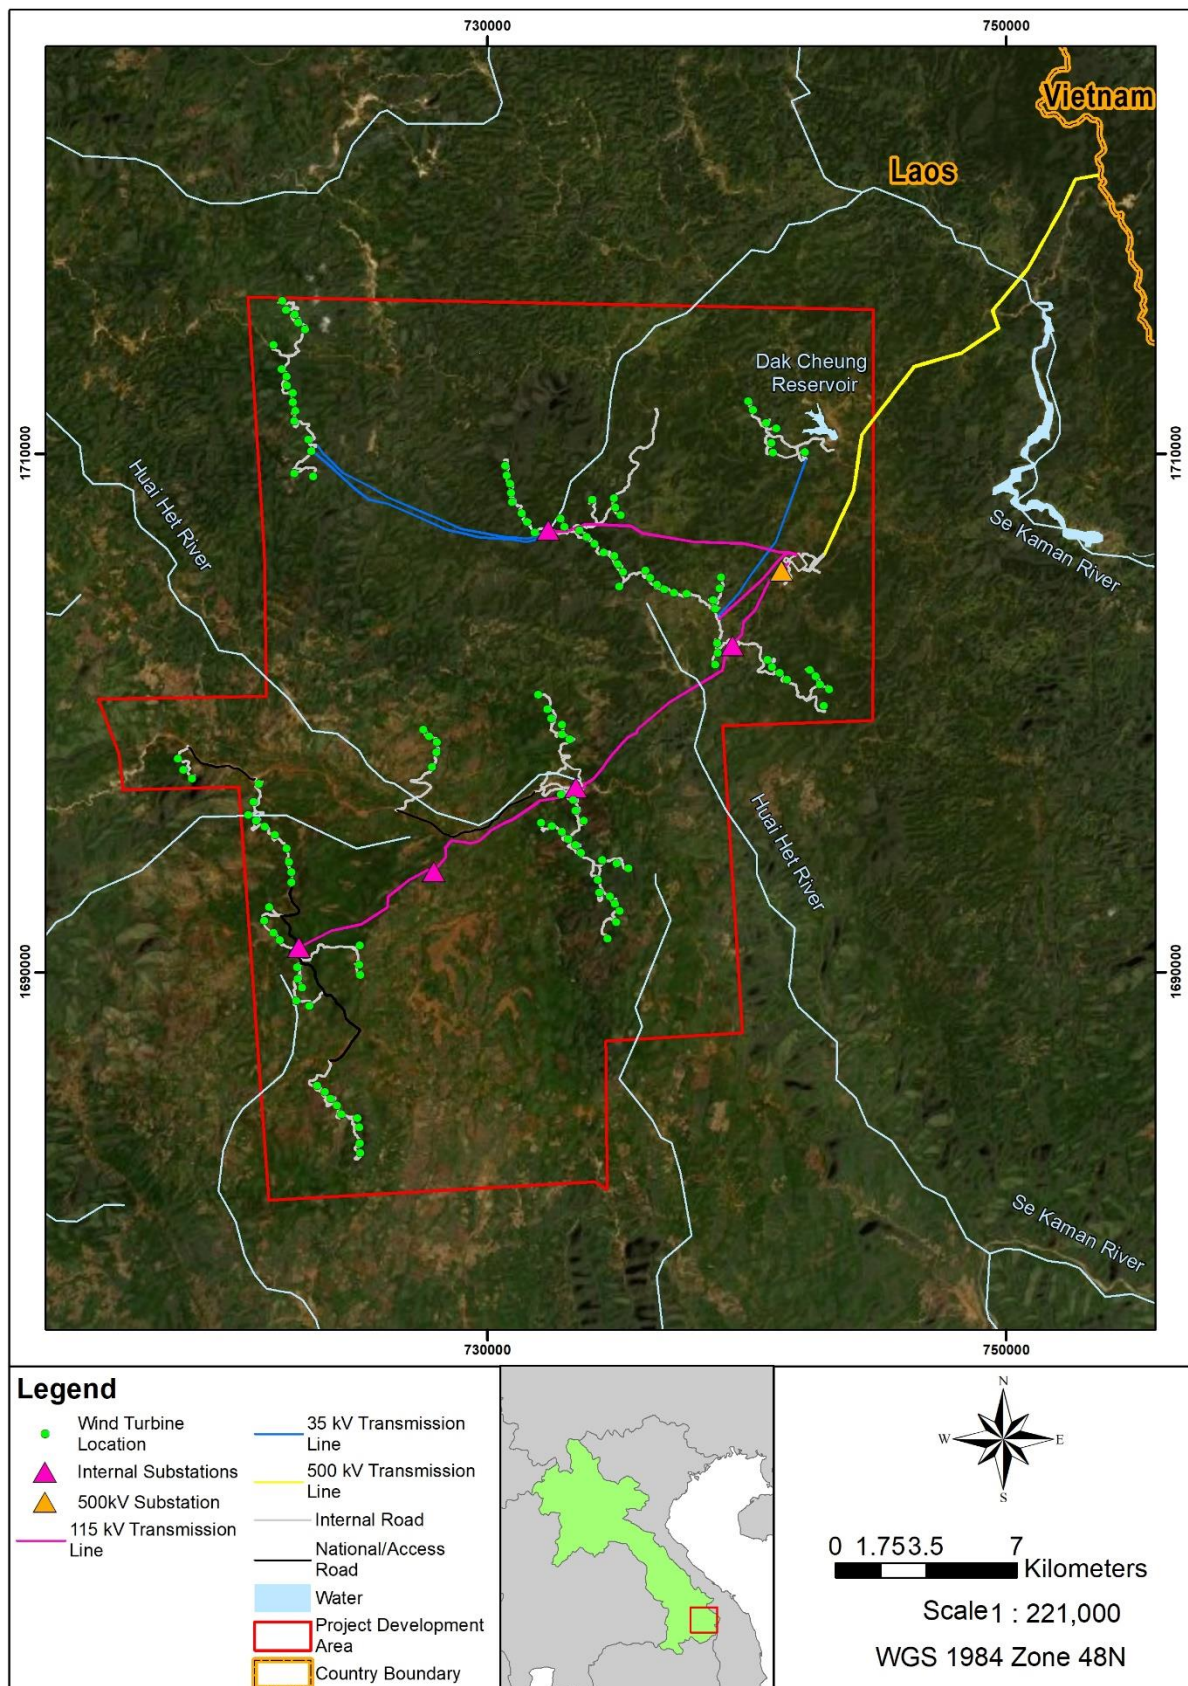 730000
750000
Vietnam
Laos
Dak Cheung
Reservoir
1710000
1710000
Huai Het River
Se Kaman River
Huai Het River
1690000
1690000
Se Kaman River
730000
750000
Legend
Wind Turbine
Location
Internal Substations
500kV Substation
115 kV Transmission
Line
35 kV Transmission
Line
500 kV Transmission
Line
Internal Road
National/Access
Road
Water
Project Development
Area
Country Boundary
N
W
E
S
0 1.75 3.5 7
Kilometers
Scale 1 : 221,000
WGS 1984 Zone 48N